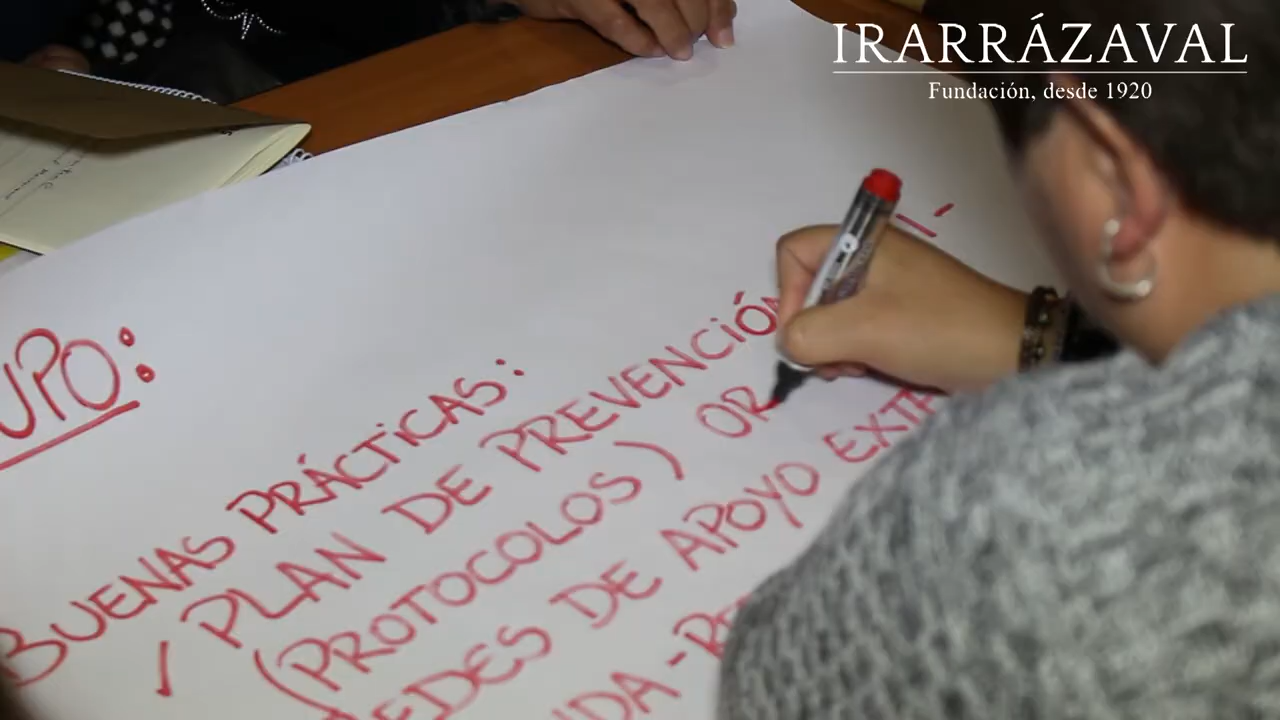 IRARRÁZAVAL
Fundación, desde 1920
UPO:
BUENAS PRÁCTICAS:
✓ PLAN DE PREVENCIÓN
(PROTOCOLOS) OR
REDES DE APOYO EXT